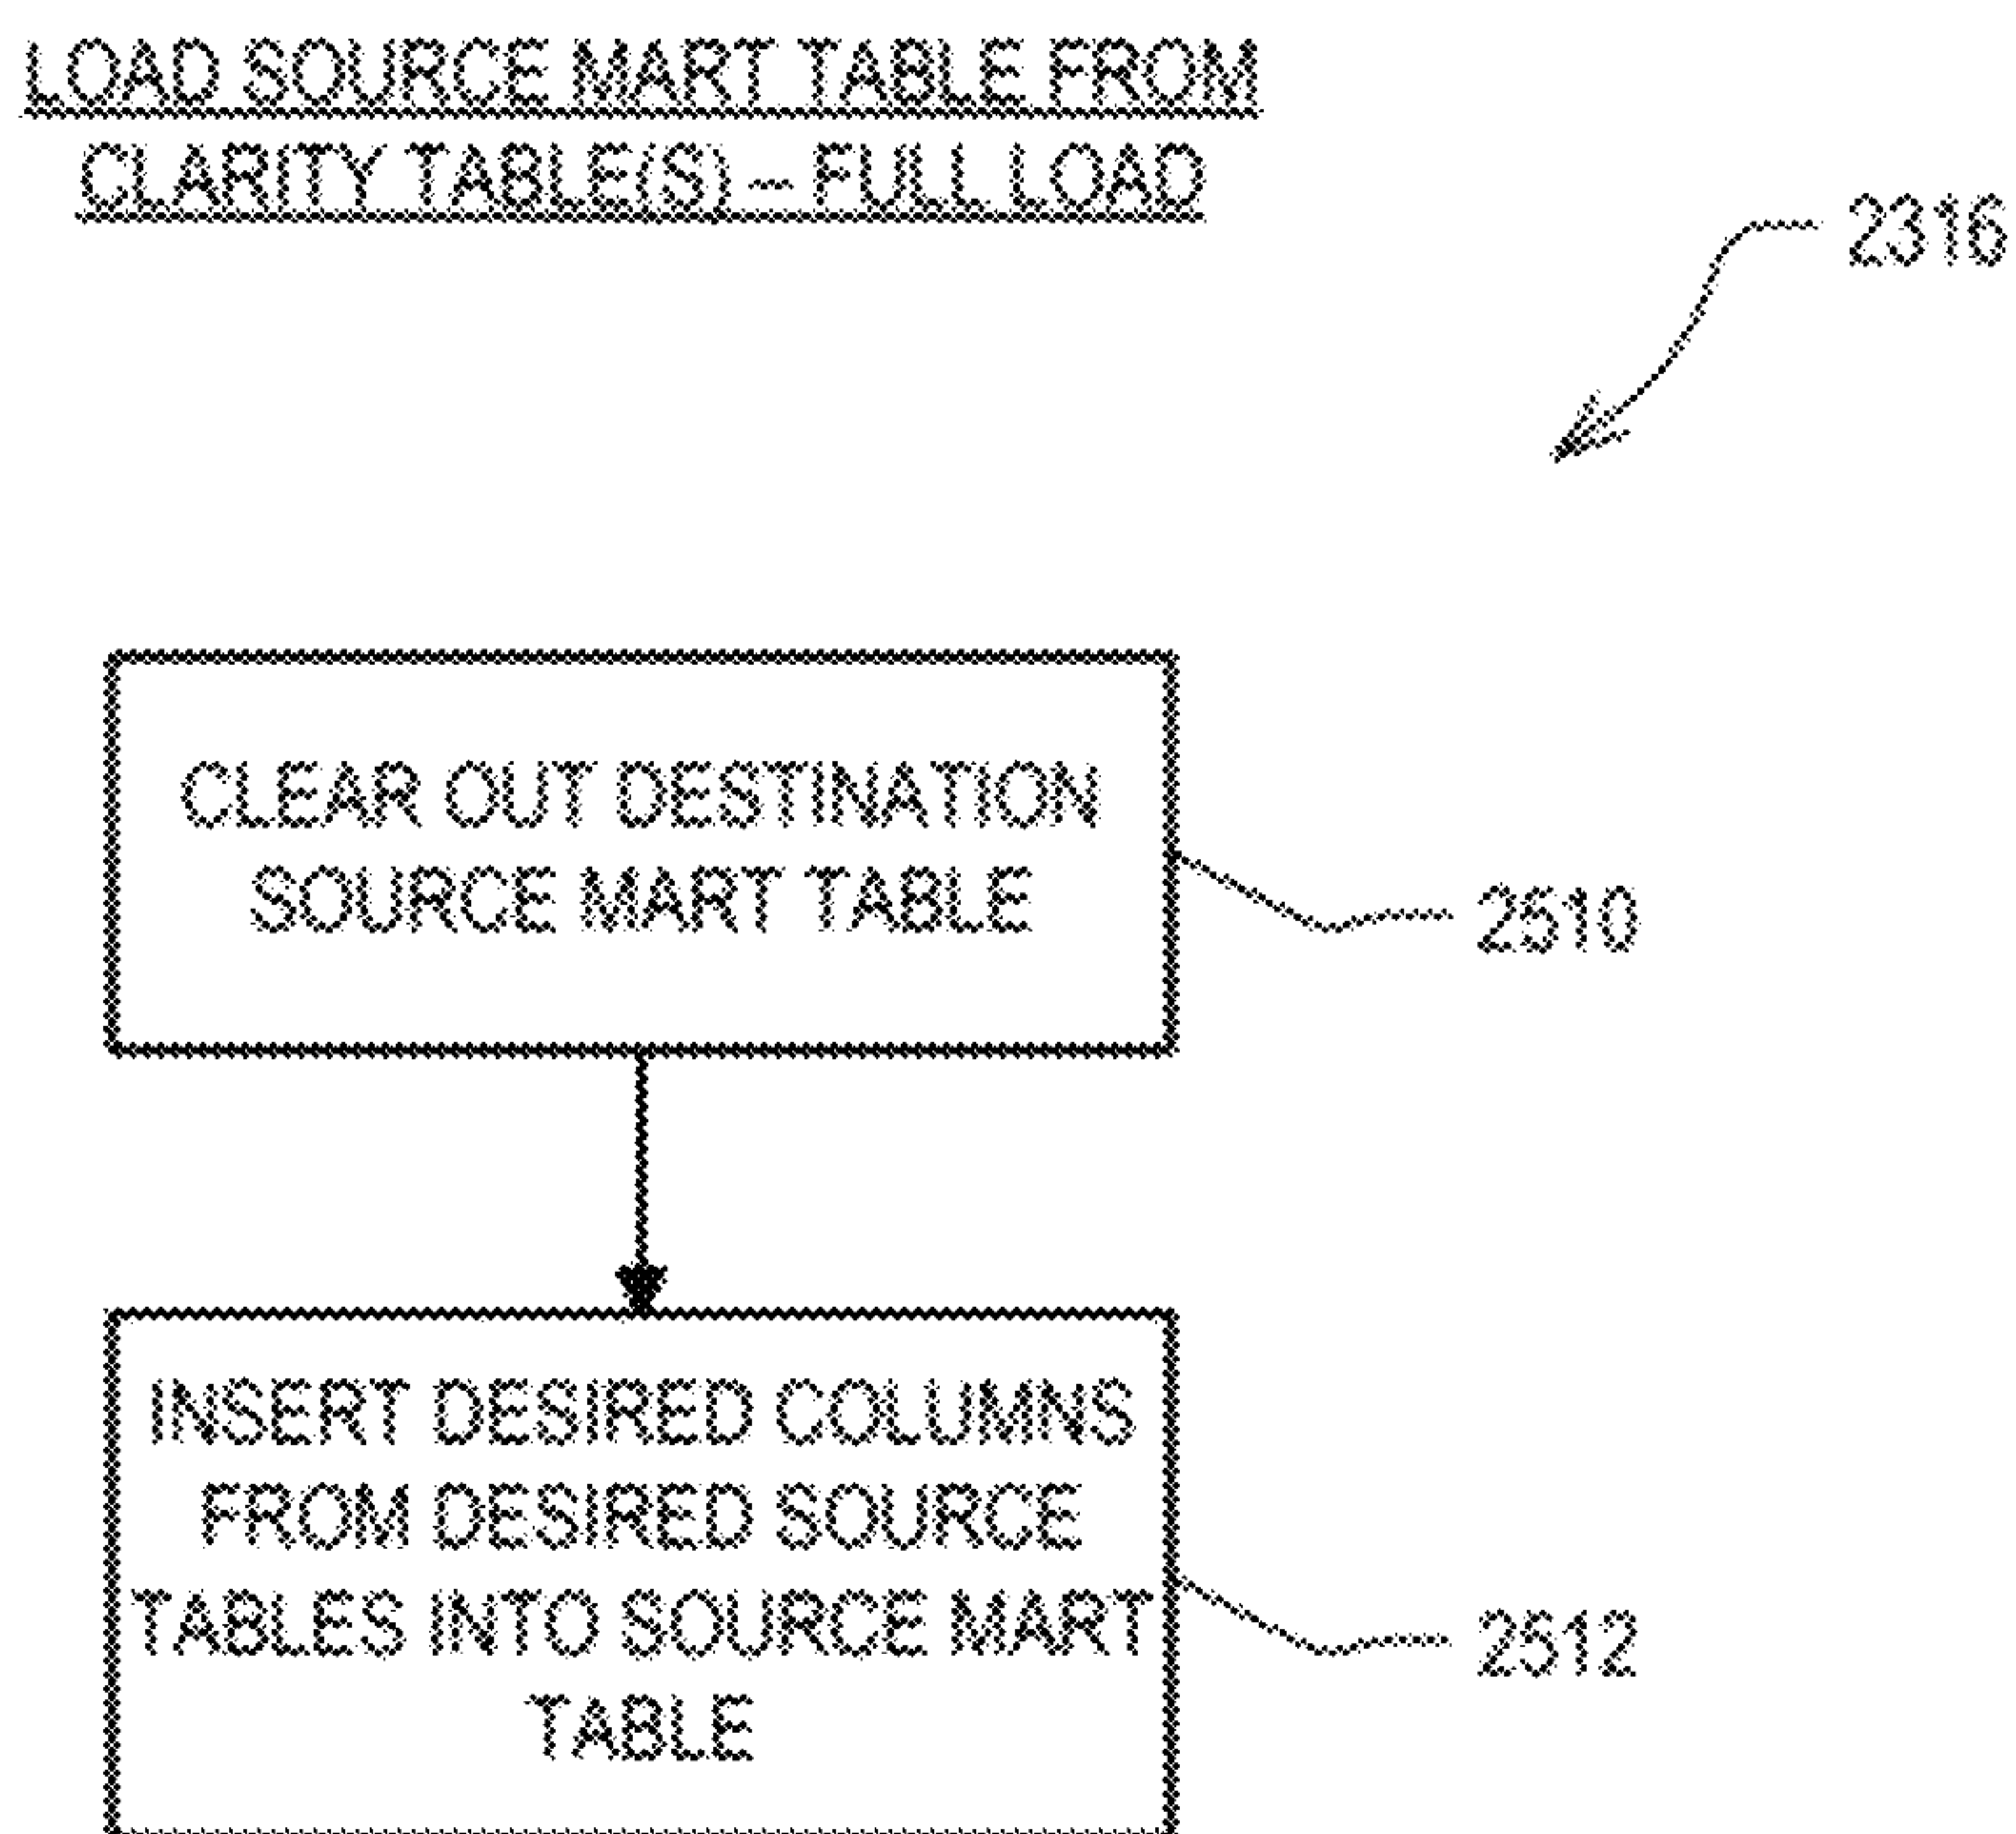 LOAD SOURCE MART TABLE FROM
CLARITY TABLE(S) – FULL LOAD
2316
CLEAR OUT DESTINATION
SOURCE MART TABLE
2510
INSERT DESIRED COLUMNS
FROM DESIRED SOURCE
TABLES INTO SOURCE MART
TABLE
2512